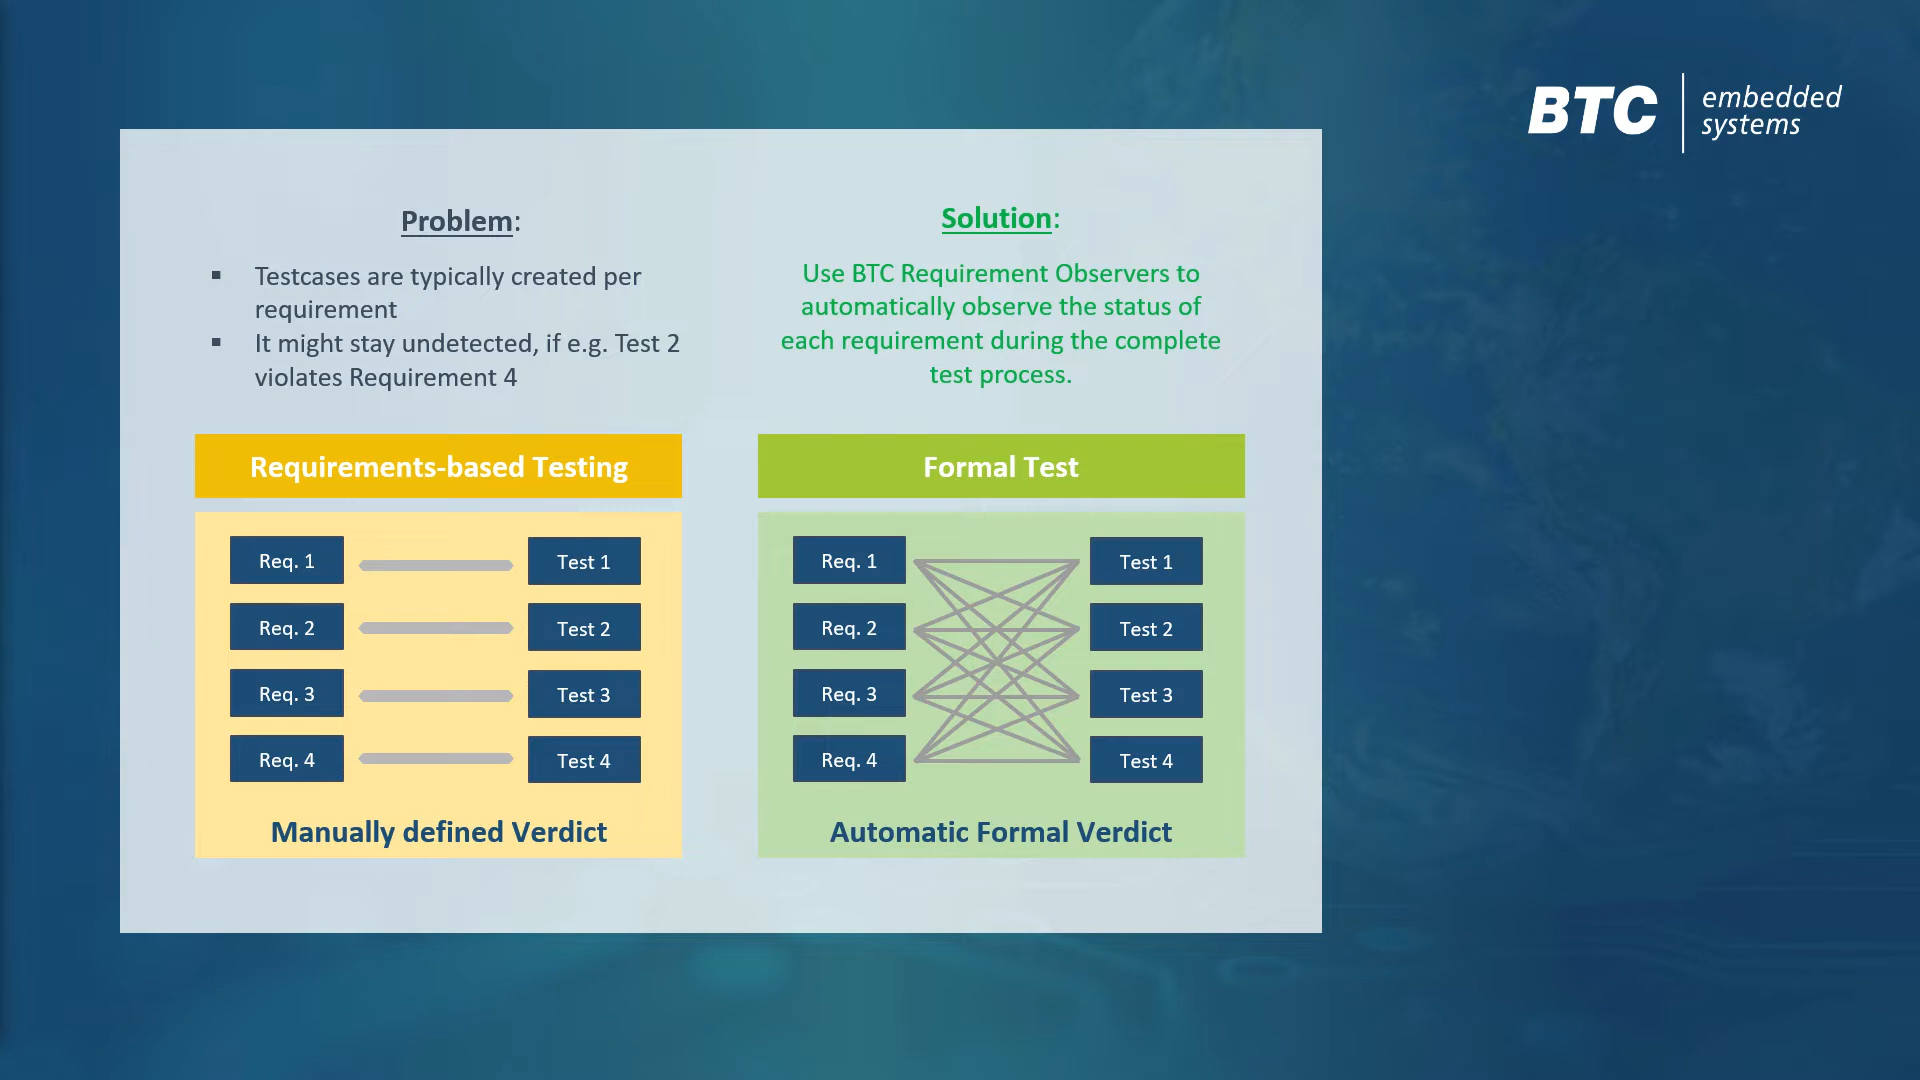 BTC embedded
systems
Problem:
▪ Testcases are typically created per
requirement
▪ It might stay undetected, if e.g. Test 2
violates Requirement 4
Solution:
Use BTC Requirement Observers to
automatically observe the status of
each requirement during the complete
test process.
Requirements-based Testing
Req. 1 Test 1
Req. 2 Test 2
Req. 3 Test 3
Req. 4 Test 4
Manually defined Verdict
Formal Test
Req. 1 Test 1
Req. 2 Test 2
Req. 3 Test 3
Req. 4 Test 4
Automatic Formal Verdict